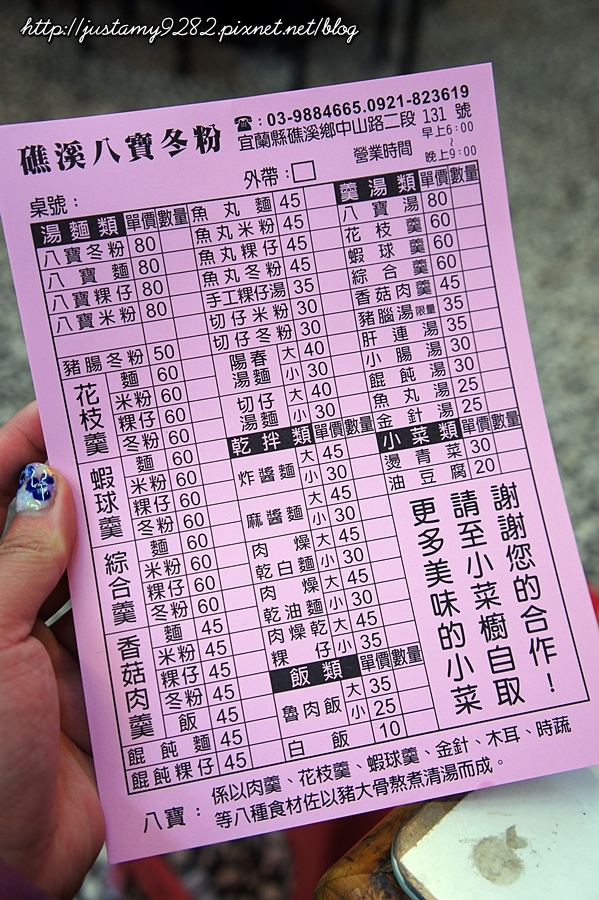 http://justamy9282.pixnet.net/blog
礁溪八寶冬粉
☎：03-9884665.0921-823619
宜蘭縣礁溪鄉中山路二段 131 號
營業時間 早上6:00 ~ 晚上9:00
桌號：
外帶：□
湯麵類 單價 數量
八寶冬粉 80
八寶麵 80
八寶粿仔 80
八寶米粉 80
豬腸冬粉 50
花枝羹
麵 60
米粉 60
粿仔 60
冬粉 60
蝦球羹
麵 60
米粉 60
粿仔 60
冬粉 60
綜合羹
麵 60
米粉 60
粿仔 60
冬粉 60
香菇肉羹
麵 45
米粉 45
粿仔 45
冬粉 45
飯 45
餛飩麵 45
餛飩粿仔 45
魚丸麵 45
魚丸米粉 45
魚丸粿仔 45
魚丸冬粉 45
手工粿仔湯 35
切仔米粉 30
切仔冬粉 30
陽春湯麵 大 40
小 30
切仔湯麵 大 40
小 30
乾拌類 單價 數量
炸醬麵 大 45
小 30
麻醬麵 大 45
小 30
肉燥乾白麵 大 45
小 30
肉燥乾油麵 大 45
小 30
肉燥乾粿仔 大 45
小 35
飯類 單價 數量
魯肉飯 大 35
小 25
白飯 10
羹湯類 單價 數量
八寶湯 80
花枝羹 60
蝦球羹 60
綜合羹 60
香菇肉羹 45
豬腦湯 限量 35
肝連湯 35
小腸湯 30
餛飩湯 30
魚丸湯 25
金針湯 25
小菜類 單價 數量
燙青菜 30
油豆腐 20
謝謝您的合作！
請至小菜櫥自取
更多美味的小菜
八寶：係以肉羹、花枝羹、蝦球羹、金針、木耳、時蔬
等八種食材佐以豬大骨熬煮清湯而成。